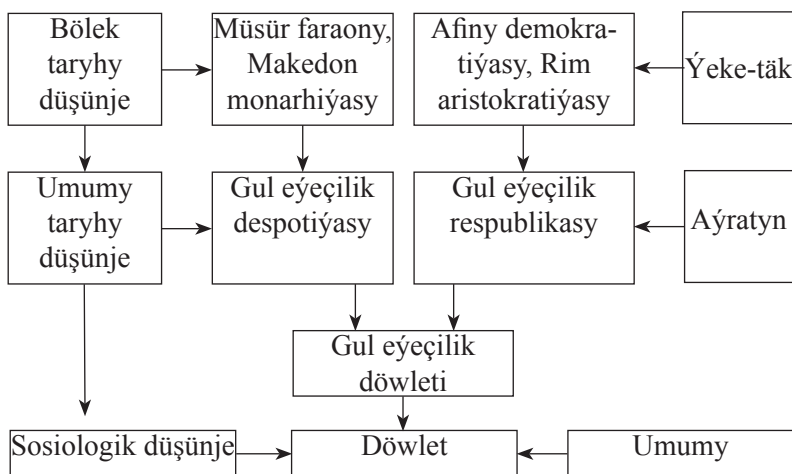 Bölek
taryhy
düşünje
Müsür faraony,
Makedon
monarhiýasy
Afiny demokra-
tiýasy, Rim
aristokratiýasy
Ýeke-täk
Umumy
taryhy
düşünje
Gul eýeçilik
despotiýasy
Gul eýeçilik
respublikasy
Aýratyn
Gul eýeçilik
döwleti
Sosiologik düşünje
Döwlet
Umumy